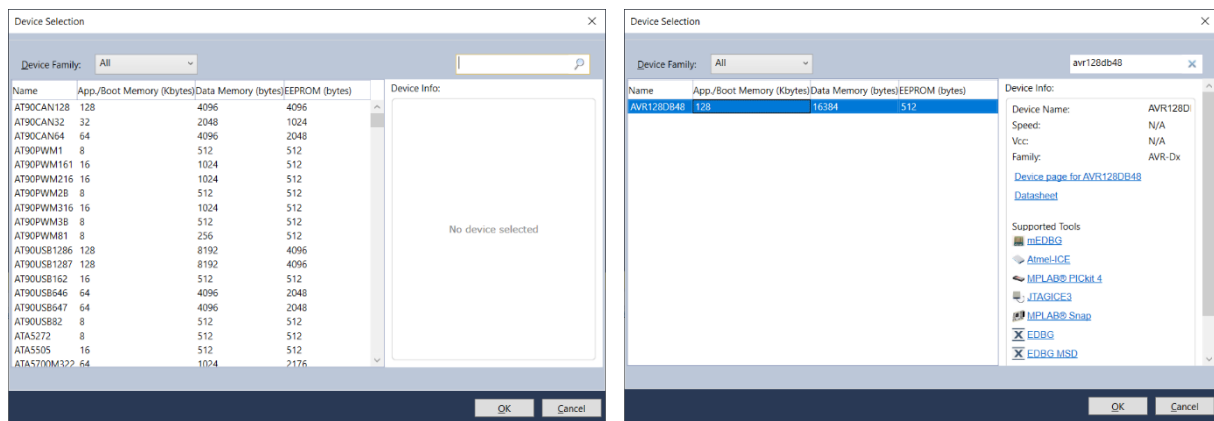 Device Selection
Device Family: All
Name App./Boot Memory (Kbytes) Data Memory (bytes) EEPROM (bytes)
AT90CAN128 128 4096 4096
AT90CAN32 32 2048 1024
AT90CAN64 64 4096 2048
AT90PWM1 8 512 512
AT90PWM161 16 1024 512
AT90PWM216 16 1024 512
AT90PWM2B 8 512 512
AT90PWM316 16 1024 512
AT90PWM3B 8 512 512
AT90PWM81 8 256 512
AT90USB1286 128 8192 4096
AT90USB1287 128 8192 4096
AT90USB162 16 512 512
AT90USB646 64 4096 2048
AT90USB647 64 4096 2048
AT90USB82 8 512 512
ATA5272 8 512 512
ATA5505 16 512 512
ATA5700M322 64 1024 2176
Device Info:
No device selected
OK Cancel
Device Selection
Device Family: All avr128db48
Name App./Boot Memory (Kbytes) Data Memory (bytes) EEPROM (bytes)
AVR128DB48 128 16384 512
Device Info:
Device Name: AVR128D
Speed: N/A
Vcc: N/A
Family: AVR-Dx
Device page for AVR128DB48
Datasheet
Supported Tools
mEDBG
Atmel-ICE
MPLAB® PICkit 4
JTAGICE3
MPLAB® Snap
EDBG
EDBG MSD
OK Cancel